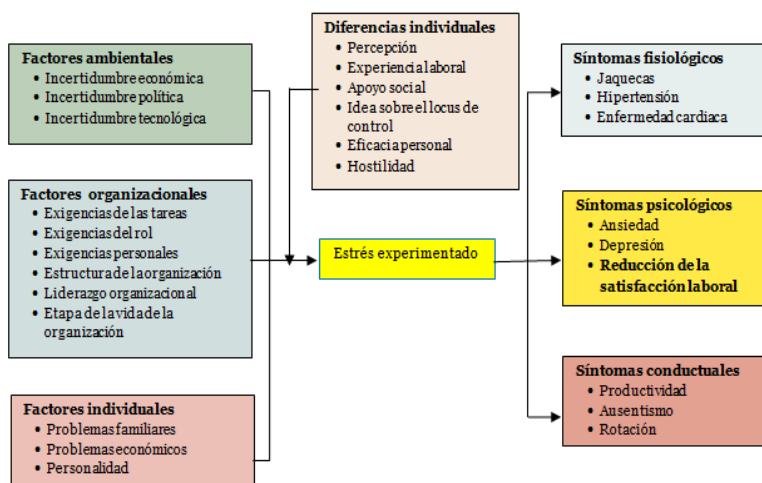 Factores ambientales
• Incertidumbre económica
• Incertidumbre política
• Incertidumbre tecnológica
Factores organizacionales
• Exigencias de las tareas
• Exigencias del rol
• Exigencias personales
• Estructura de la organización
• Liderazgo organizacional
• Etapa de la vida de la
organización
Factores individuales
• Problemas familiares
• Problemas económicos
• Personalidad
Diferencias individuales
• Percepción
• Experiencia laboral
• Apoyo social
• Idea sobre el locus de
control
• Eficacia personal
• Hostilidad
Estrés experimentado
Síntomas fisiológicos
• Jaquecas
• Hipertensión
• Enfermedad cardiaca
Síntomas psicológicos
• Ansiedad
• Depresión
• Reducción de la
satisfacción laboral
Síntomas conductuales
• Productividad
• Ausentismo
• Rotación